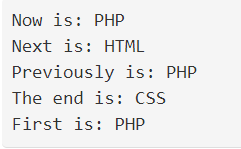 Now is: PHP
Next is: HTML
Previously is: PHP
The end is: CSS
First is: PHP